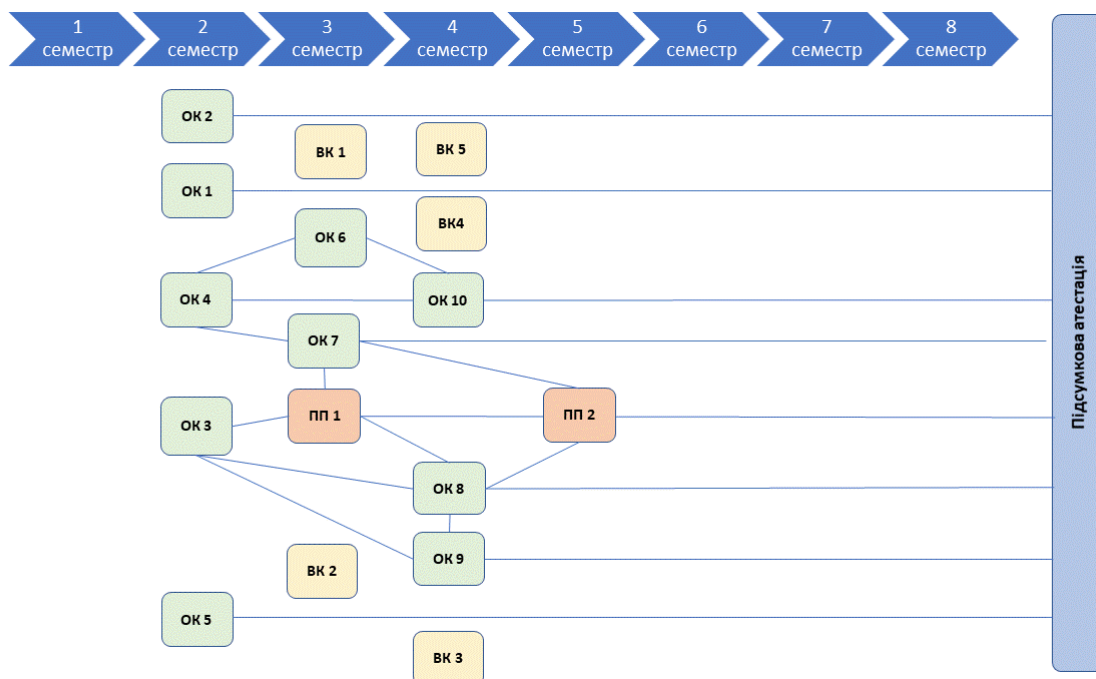 1
семестр
2
семестр
3
семестр
4
семестр
5
семестр
6
семестр
7
семестр
8
семестр
ОК 2
ВК 1
ВК 5
ОК 1
ВК4
ОК 6
ОК 4
ОК 10
ОК 7
ПП 1
ПП 2
ОК 3
ОК 8
ОК 9
ВК 2
ОК 5
ВК 3
Підсумкова атестація